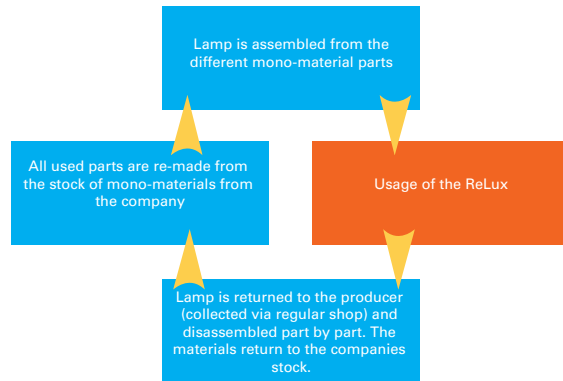 Lamp is assembled from the
different mono-material parts
All used parts are re-made from
the stock of mono-materials from
the company
Usage of the ReLux
Lamp is returned to the producer
(collected via regular shop) and
disassembled part by part. The
materials return to the companies
stock.